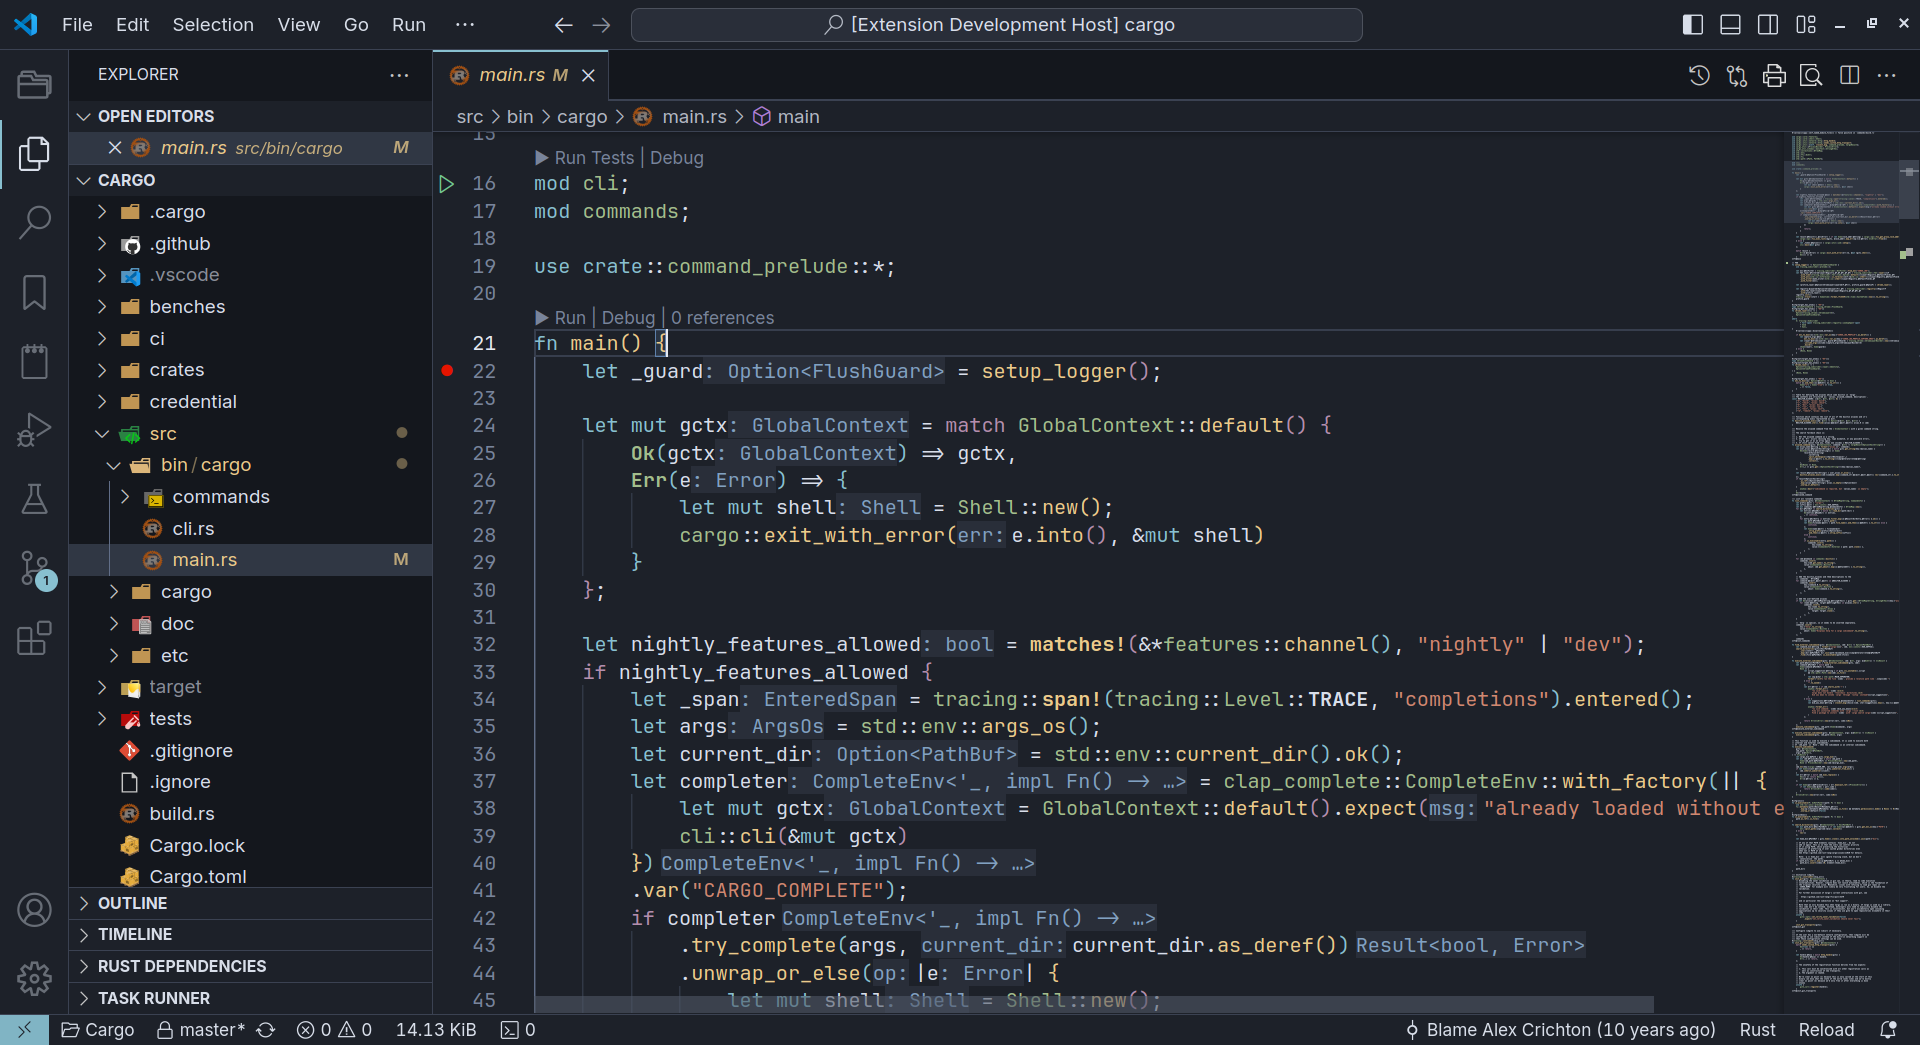 File Edit Selection View Go Run ··· [Extension Development Host] cargo
EXPLORER
OPEN EDITORS
main.rs src/bin/cargo M
CARGO
.cargo
.github
.vscode
benches
ci
crates
credential
src
bin/cargo
commands
cli.rs
main.rs M
cargo
doc
etc
target
tests
.gitignore
.ignore
build.rs
Cargo.lock
Cargo.toml
OUTLINE
TIMELINE
RUST DEPENDENCIES
TASK RUNNER
1
main.rs M
src > bin > cargo > main.rs > main
15
Run Tests | Debug
16 mod cli;
17 mod commands;
18
19 use crate::command_prelude::*;
20
Run | Debug | 0 references
21 fn main() {
22 let _guard: Option<FlushGuard> = setup_logger();
23
24 let mut gctx: GlobalContext = match GlobalContext::default() {
25 Ok(gctx: GlobalContext) => gctx,
26 Err(e: Error) => {
27 let mut shell: Shell = Shell::new();
28 cargo::exit_with_error(err: e.into(), &mut shell)
29 }
30 };
31
32 let nightly_features_allowed: bool = matches!(&*features::channel(), "nightly" | "dev");
33 if nightly_features_allowed {
34 let _span: EnteredSpan = tracing::span!(tracing::Level::TRACE, "completions").entered();
35 let args: ArgsOs = std::env::args_os();
36 let current_dir: Option<PathBuf> = std::env::current_dir().ok();
37 let completer: CompleteEnv<'_, impl Fn() -> …> = clap_complete::CompleteEnv::with_factory(|| {
38 let mut gctx: GlobalContext = GlobalContext::default().expect(msg: "already loaded without e
39 cli::cli(&mut gctx)
40 }) CompleteEnv<'_, impl Fn() -> …>
41 .var("CARGO_COMPLETE");
42 if completer CompleteEnv<'_, impl Fn() -> …>
43 .try_complete(args, current_dir: current_dir.as_deref()) Result<bool, Error>
44 .unwrap_or_else(op: |e: Error| {
45 let mut shell: Shell = Shell::new();
Cargo master* 0 0 14.13 KiB 0 Blame Alex Crichton (10 years ago) Rust Reload